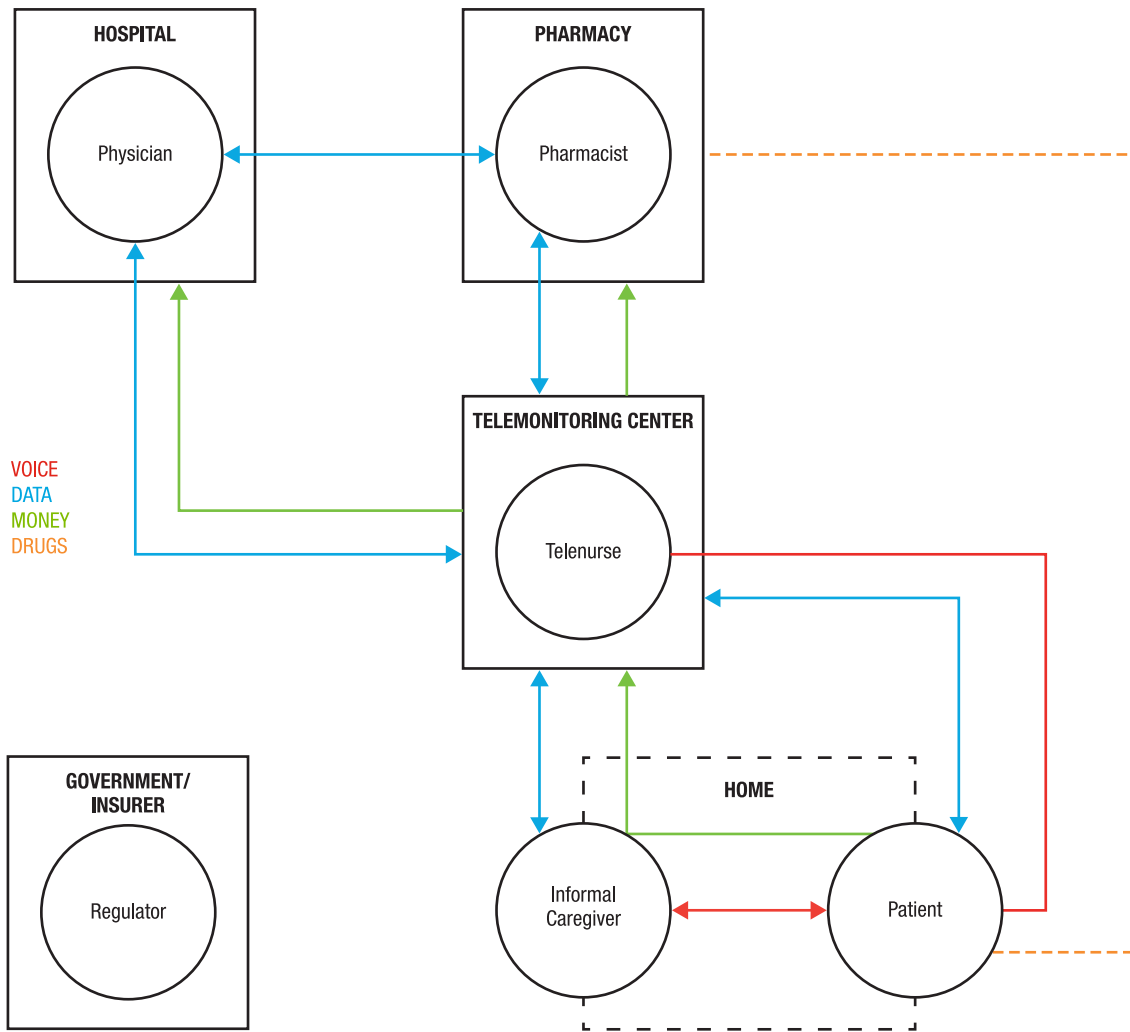 HOSPITAL
Physician
PHARMACY
Pharmacist
TELEMONITORING CENTER
Telenurse
VOICE
DATA
MONEY
DRUGS
GOVERNMENT/
INSURER
Regulator
HOME
Informal
Caregiver
Patient